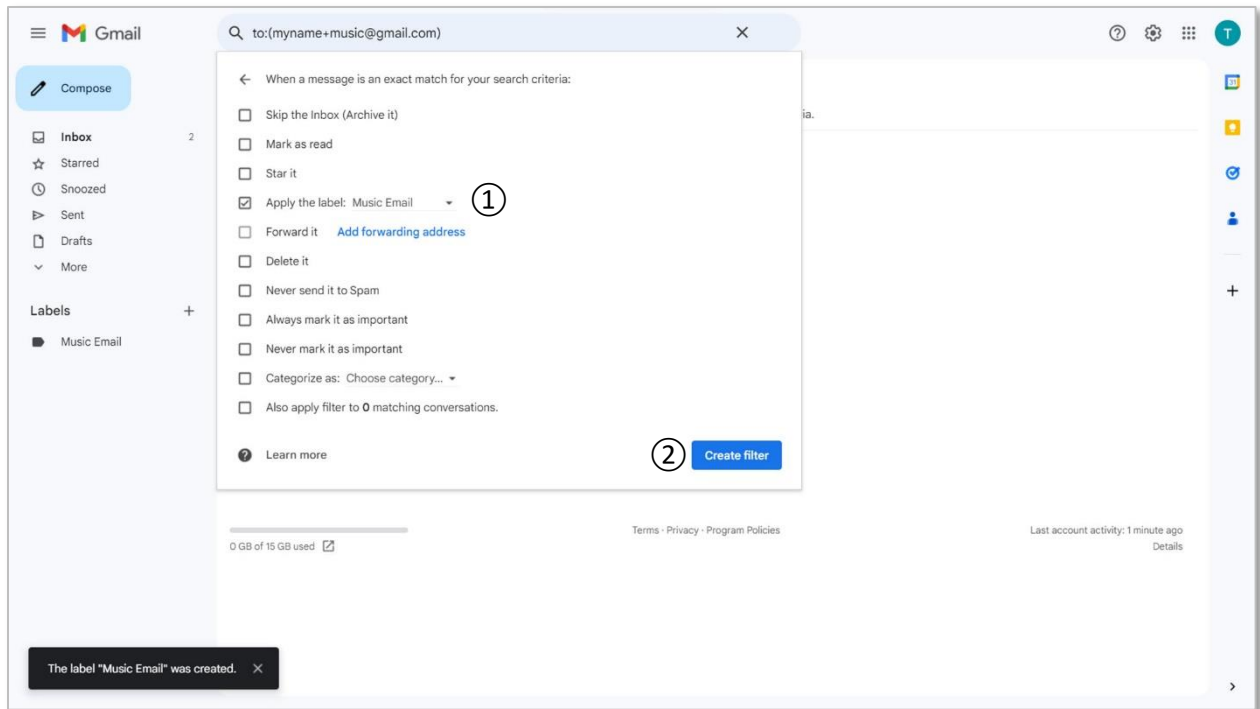 Gmail
to:(myname+music@gmail.com)
T
Compose
Inbox 2
Starred
Snoozed
Sent
Drafts
More
Labels +
Music Email
When a message is an exact match for your search criteria:
Skip the Inbox (Archive it)
ia.
Mark as read
Star it
Apply the label: Music Email ①
Forward it Add forwarding address
Delete it
Never send it to Spam
Always mark it as important
Never mark it as important
Categorize as: Choose category...
Also apply filter to 0 matching conversations.
Learn more ② Create filter
31
0 GB of 15 GB used
Terms · Privacy · Program Policies
Last account activity: 1 minute ago
Details
The label "Music Email" was created.